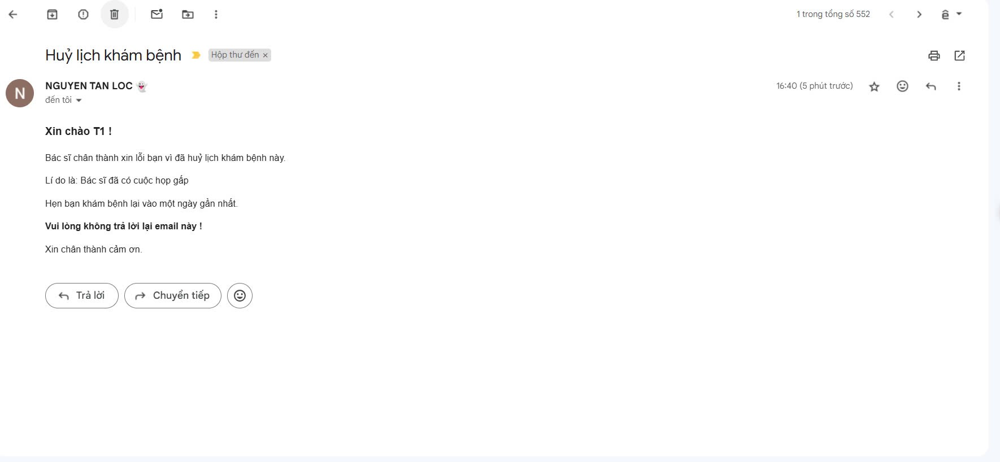 1 trong tổng số 552
ê
Huỷ lịch khám bệnh
Hộp thư đến ×
N
NGUYEN TAN LOC 👻
16:40 (5 phút trước)
đến tôi
Xin chào T1 !
Bác sĩ chân thành xin lỗi bạn vì đã huỷ lịch khám bệnh này.
Lí do là: Bác sĩ đã có cuộc họp gấp
Hẹn bạn khám bệnh lại vào một ngày gần nhất.
Vui lòng không trả lời lại email này !
Xin chân thành cảm ơn.
Trả lời
Chuyển tiếp